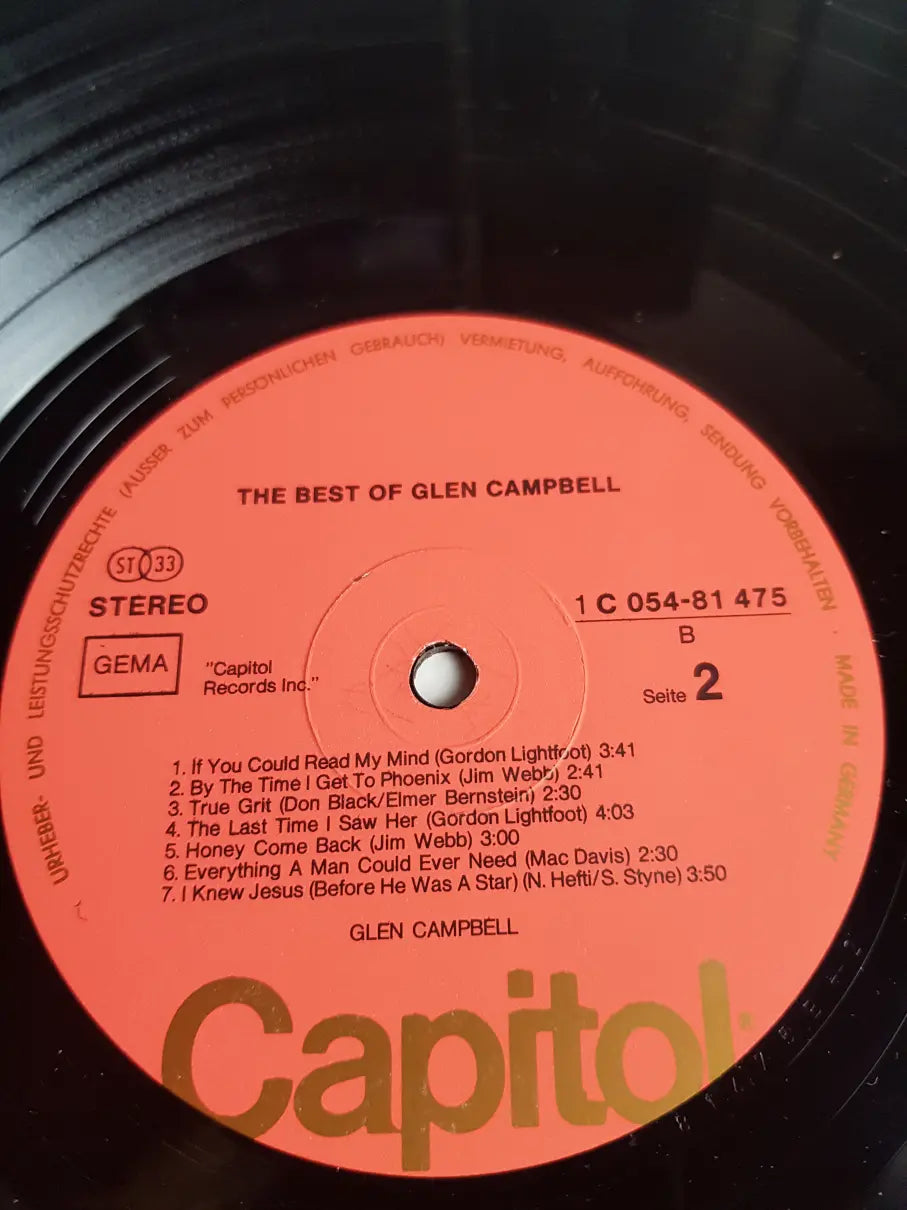 URHEBER- UND LEISTUNGSSCHUTZRECHTE (AUSSER ZUM PERSÖNLICHEN GEBRAUCH) VERMIETUNG, AUFFÜHRUNG, SENDUNG VORBEHALTEN MADE IN GERMANY
THE BEST OF GLEN CAMPBELL
ST 33
STEREO
GEMA
"Capitol
Records Inc."
1 C 054-81 475
B
Seite 2
1. If You Could Read My Mind (Gordon Lightfoot) 3:41
2. By The Time I Get To Phoenix (Jim Webb) 2:41
3. True Grit (Don Black/Elmer Bernstein) 2:30
4. The Last Time I Saw Her (Gordon Lightfoot) 4:03
5. Honey Come Back (Jim Webb) 3:00
6. Everything A Man Could Ever Need (Mac Davis) 2:30
7. I Knew Jesus (Before He Was A Star) (N. Hefti/S. Styne) 3:50
GLEN CAMPBELL
Capitol®